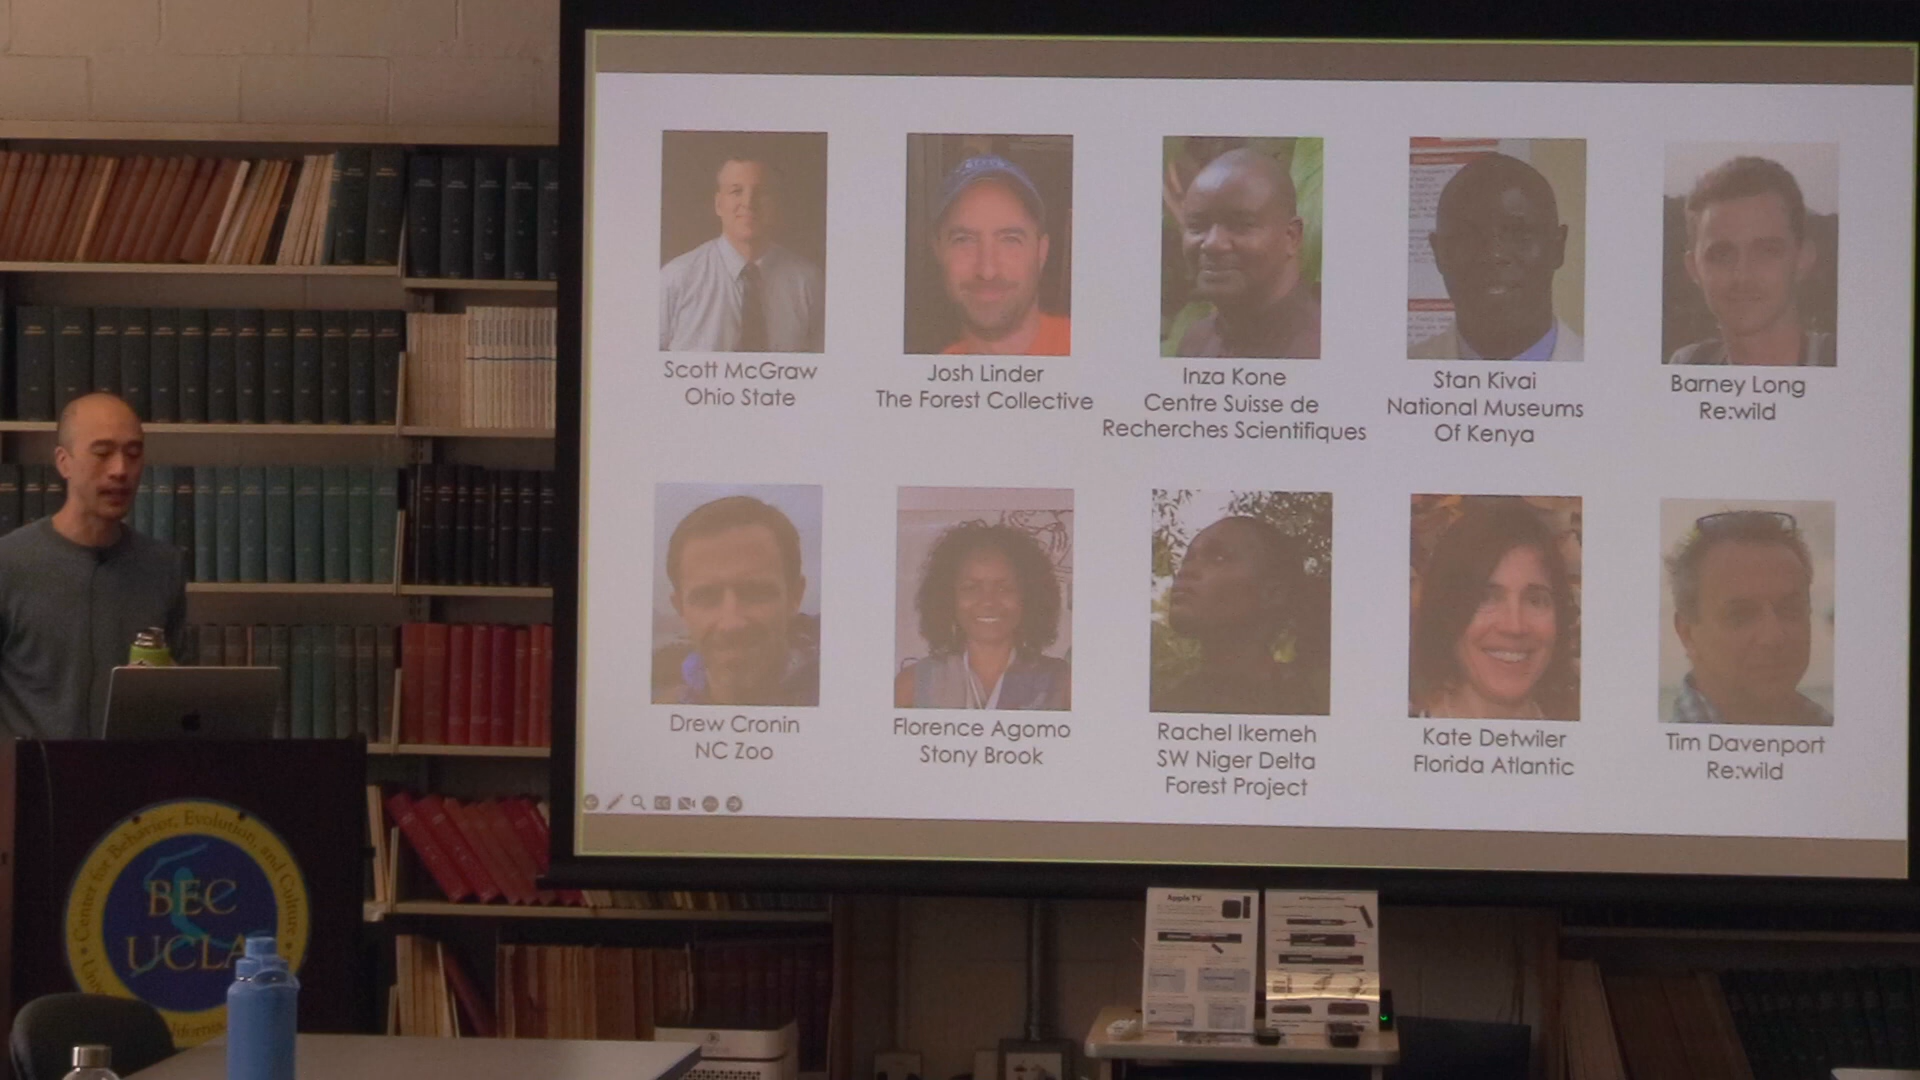 Scott McGraw
Ohio State
Josh Linder
The Forest Collective
Inza Kone
Centre Suisse de
Recherches Scientifiques
Stan Kivai
National Museums
Of Kenya
Barney Long
Re:wild
Drew Cronin
NC Zoo
Florence Agomo
Stony Brook
Rachel Ikemeh
SW Niger Delta
Forest Project
Kate Detwiler
Florida Atlantic
Tim Davenport
Re:wild
Center for Behavior, Evolution, and Culture
BEC
UCLA
Apple TV